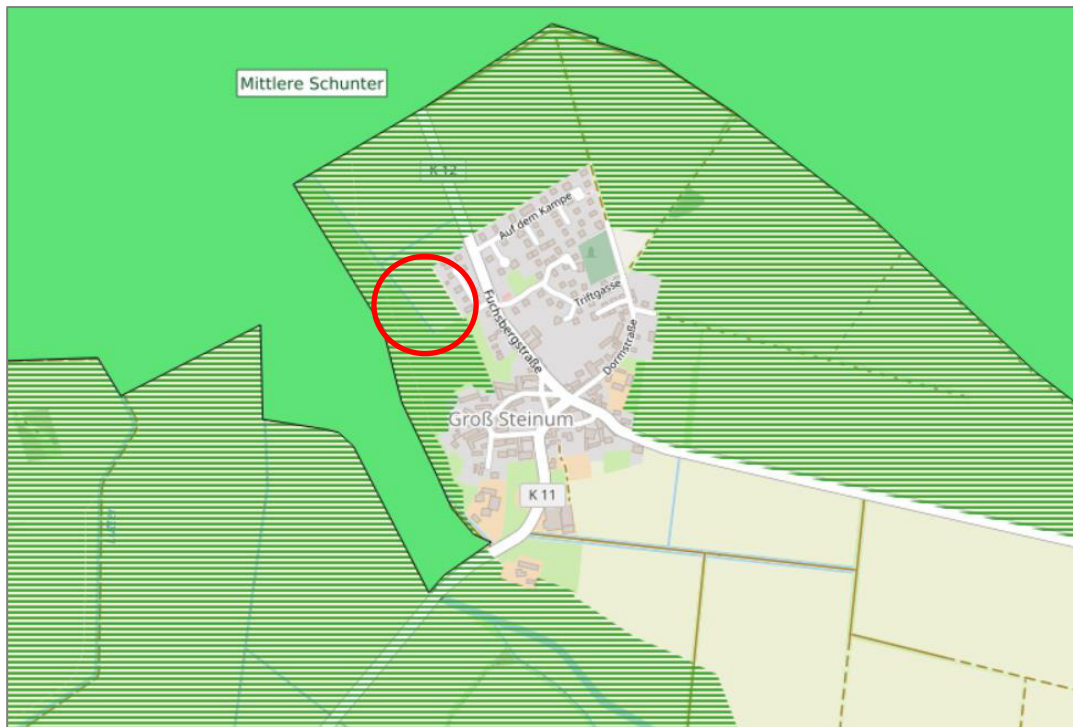 Mittlere Schunter
K 12
Auf dem Kampe
Triftgasse
Fuchsbergstraße
Dormstraße
Groß Steinum
K 11